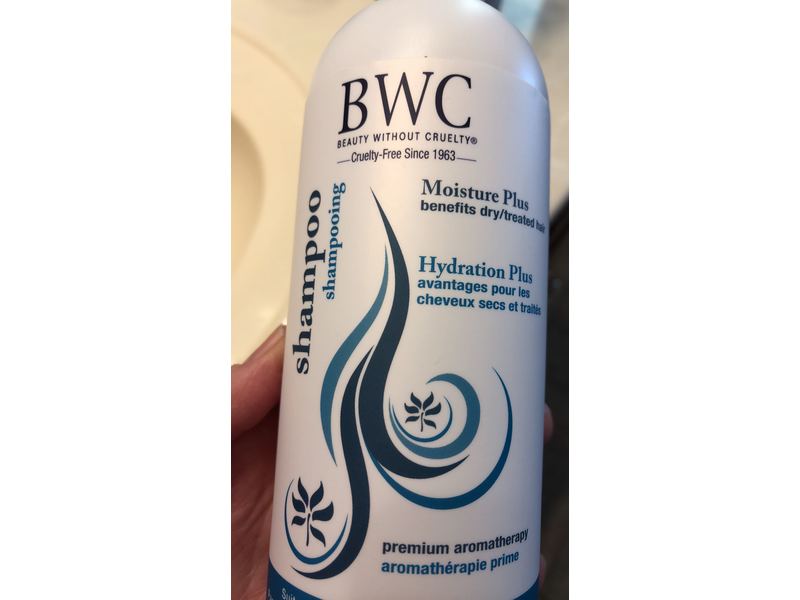 BWC
BEAUTY WITHOUT CRUELTY®
Cruelty-Free Since 1963
shampoo
shampooing
Moisture Plus
benefits dry/treated hair
Hydration Plus
avantages pour les
cheveux secs et traités
premium aromatherapy
aromathérapie prime